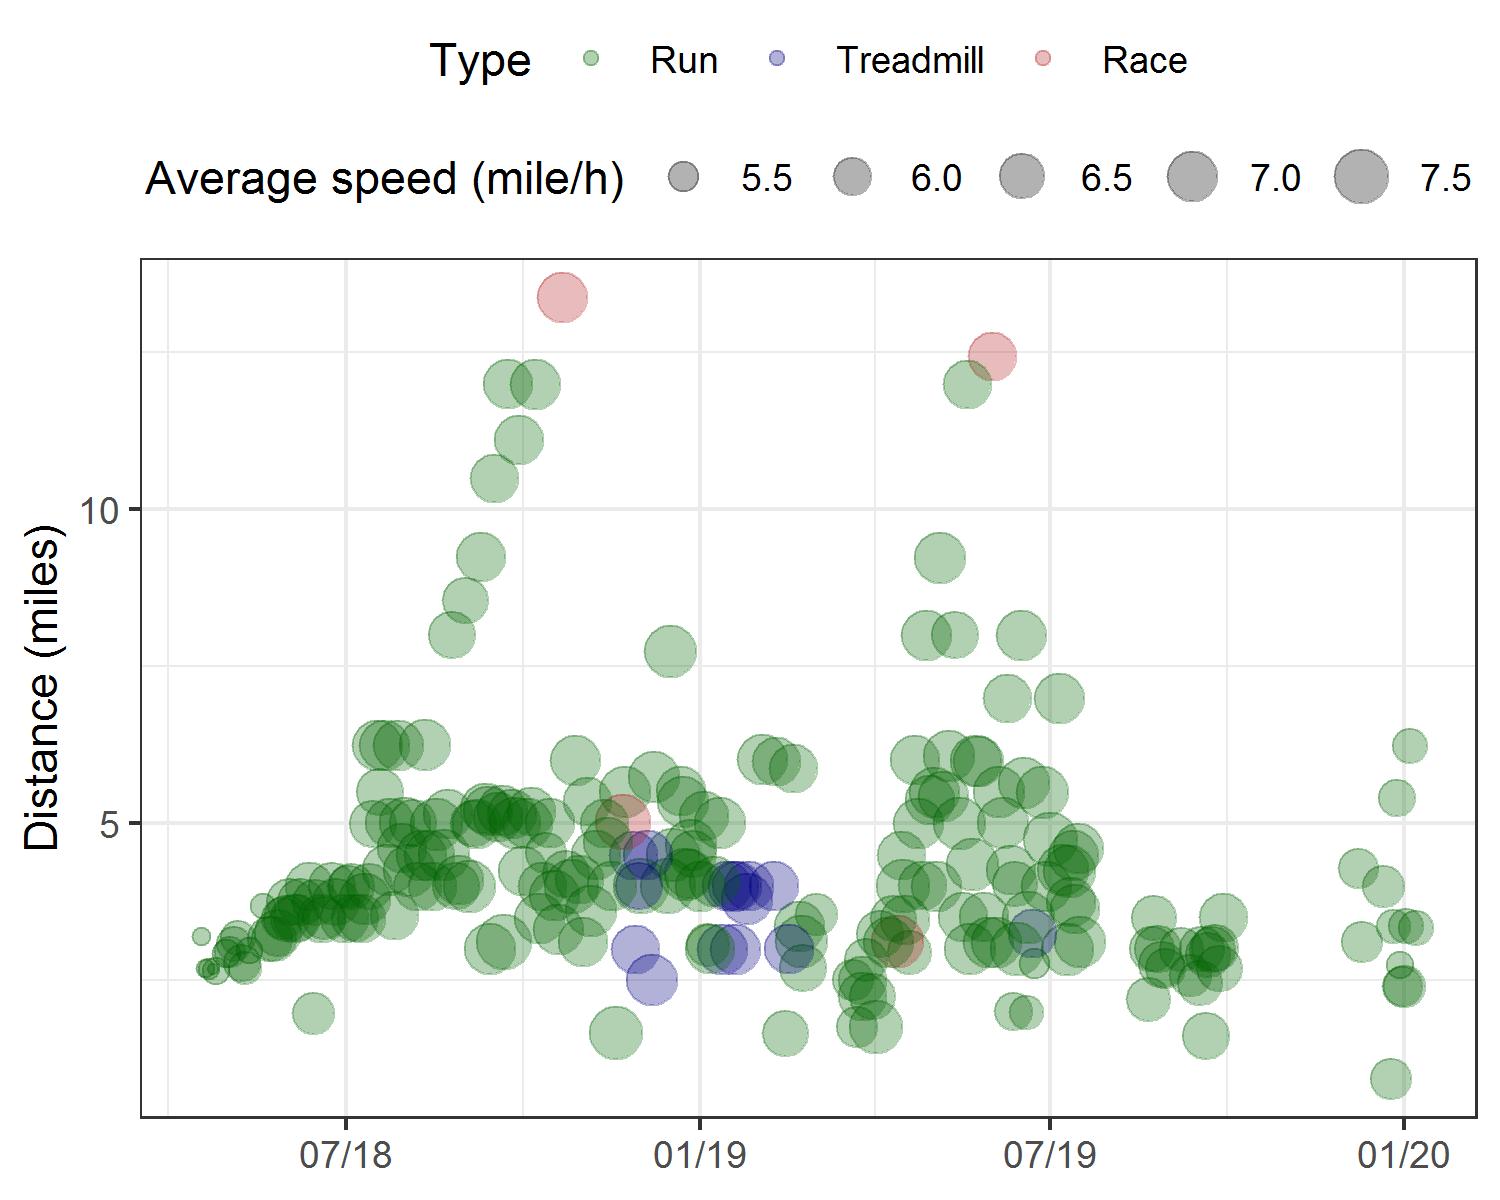 Type Run Treadmill Race
Average speed (mile/h) 5.5 6.0 6.5 7.0 7.5
Distance (miles)
10
5
07/18 01/19 07/19 01/20